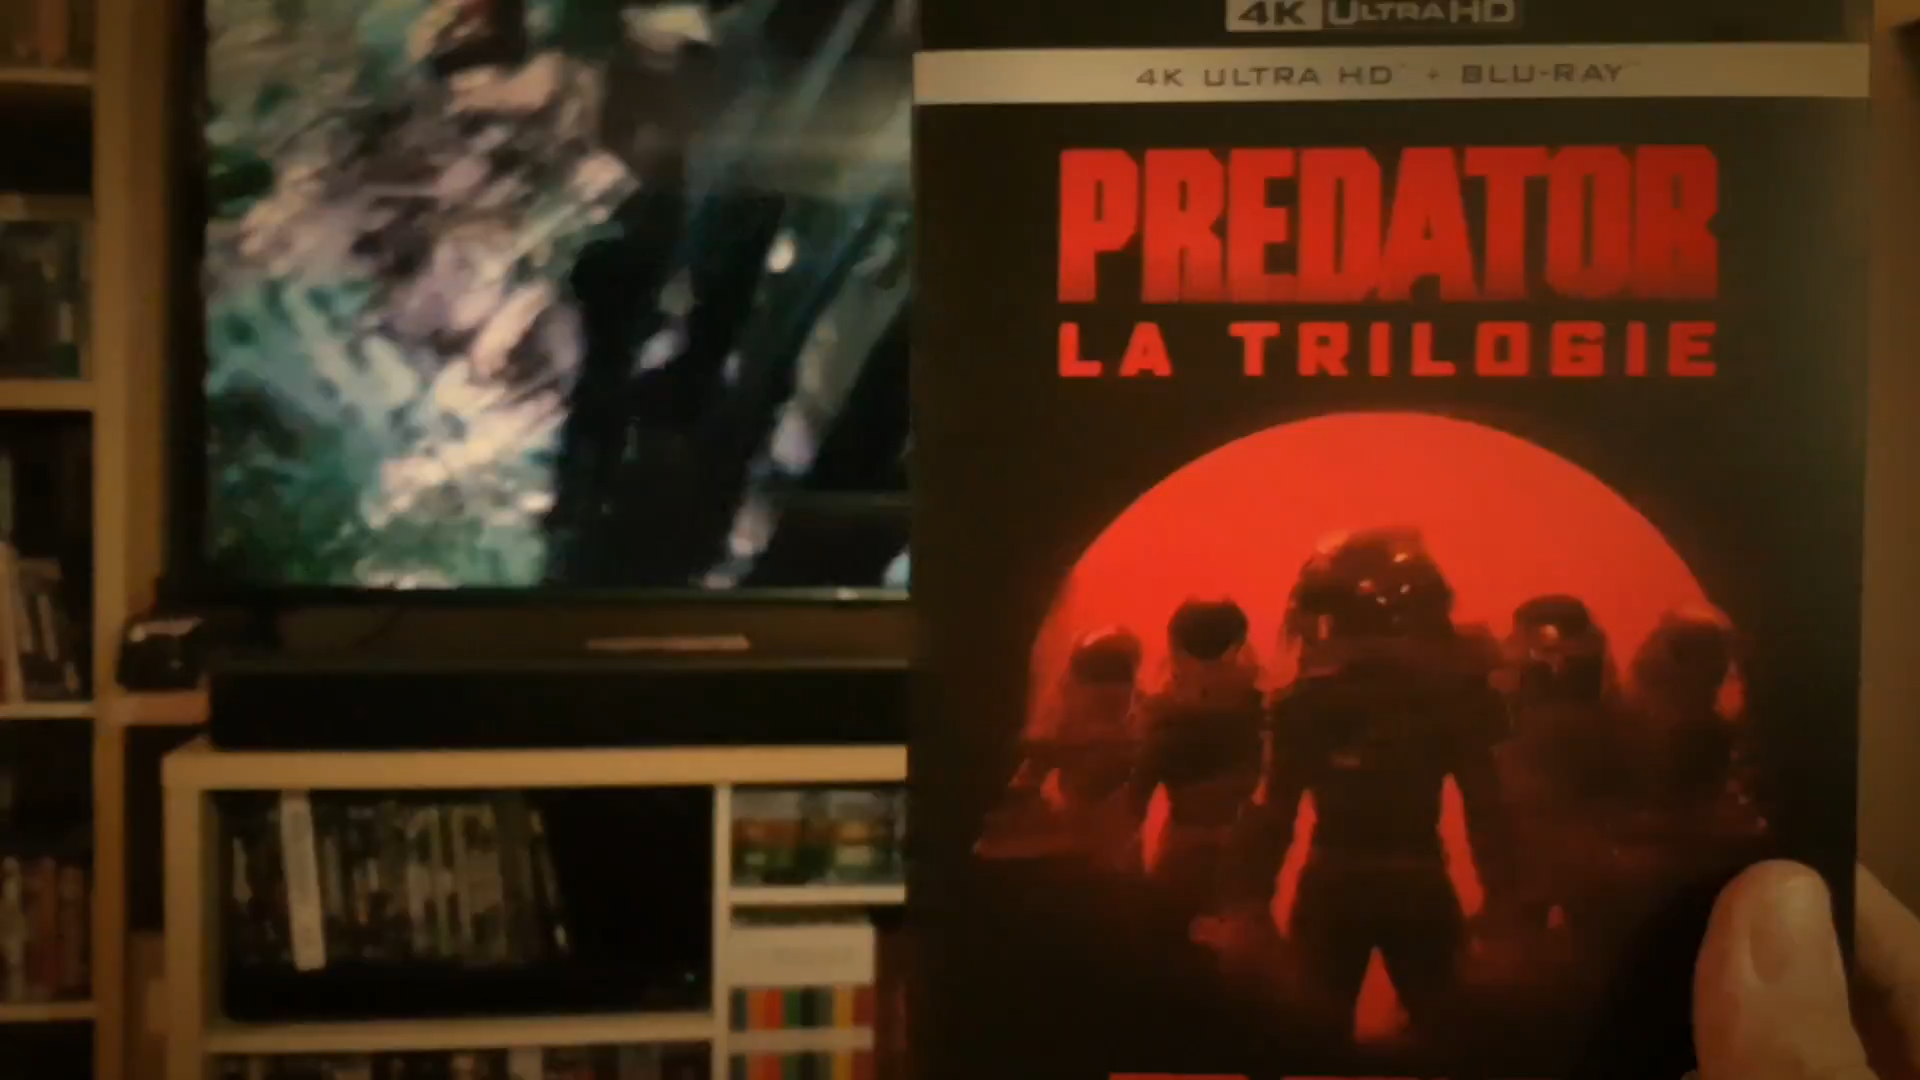 4K ULTRA HD
4K ULTRA HD + BLU-RAY
PREDATOR
LA TRILOGIE